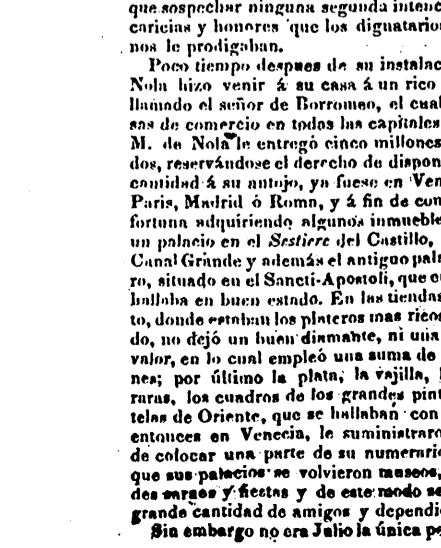 que sospechar ninguna segunda intenc
caricias y honores que los dignatario
nos le prodigaban.
Poco tiempo despues de su instalac
Nola hizo venir á su casa á un rico
llamado el señor de Borromeo, el cual
sas de comercio en todas las capitales
M. de Nola le entregó cinco millones
dos, reservándose el derecho de dispon
cantidad á su antojo, ya fuese en Ven
Paris, Madrid ó Roma, y á fin de con
fortuna adquiriendo algunos inmueble
un palacio en el Sestiere del Castillo,
Canal Grande y además el antiguo pala
ro, situado en el Sancti-Apostoli, que
hallaba en buen estado. En las tiendas
to, donde estaban los plateros mas ricos
do, no dejó un buen diamante, ni una
valor, en lo cual empleó una suma de
nes; por último la plata, la vajilla,
raras, los cuadros de los grandes pint
telas de Oriente, que se hallaban con
entonces en Venecia, le suministraro
de colocar una parte de su numerario
que sus palacios se volvieron museos,
des saraos y fiestas y de este modo se
grande cantidad de amigos y dependi
Sin embargo no era Julio la única pe